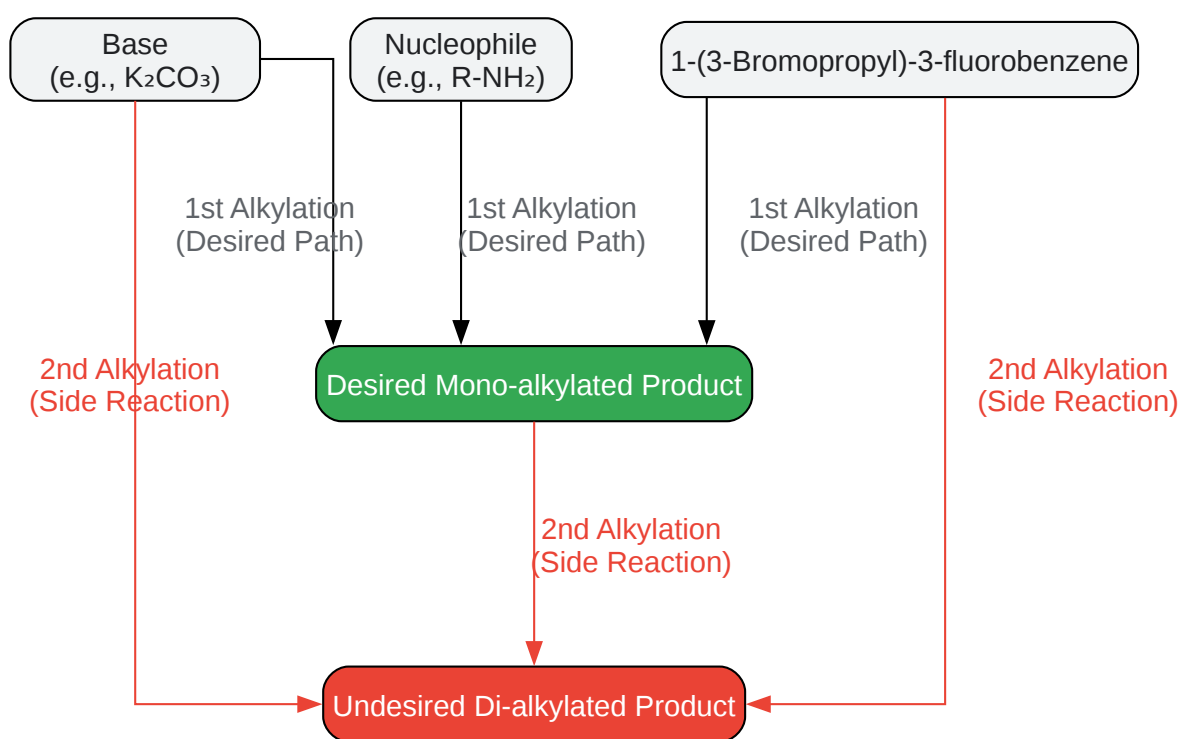 Base
(e.g., K₂CO₃)
Nucleophile
(e.g., R-NH₂)
1-(3-Bromopropyl)-3-fluorobenzene
1st Alkylation
(Desired Path)
1st Alkylation
(Desired Path)
1st Alkylation
(Desired Path)
2nd Alkylation
(Side Reaction)
Desired Mono-alkylated Product
2nd Alkylation
(Side Reaction)
2nd Alkylation
(Side Reaction)
Undesired Di-alkylated Product